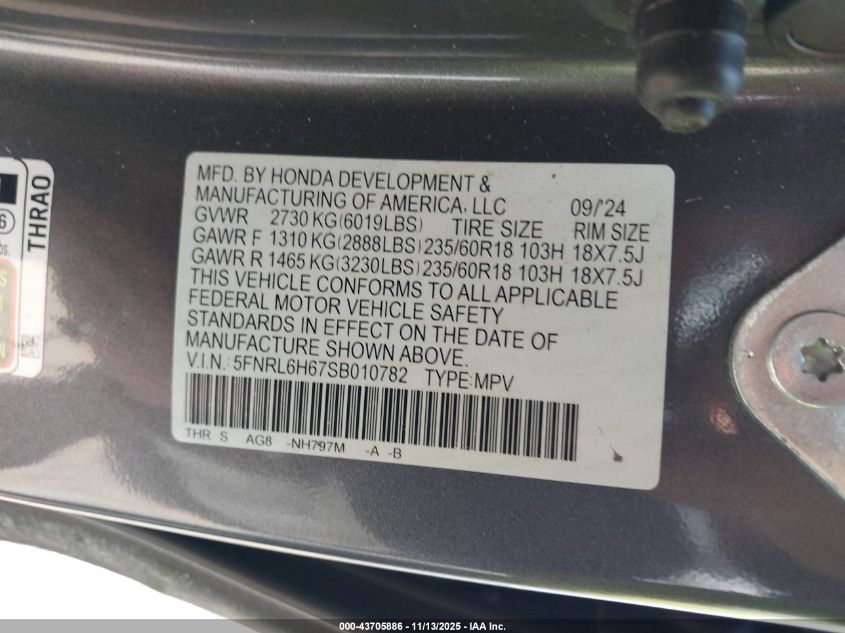 MFD. BY HONDA DEVELOPMENT &
MANUFACTURING OF AMERICA, LLC 09/'24
GVWR 2730 KG(6019LBS) TIRE SIZE RIM SIZE
GAWR F 1310 KG(2888LBS) 235/60R18 103H 18X7.5J
GAWR R 1465 KG(3230LBS) 235/60R18 103H 18X7.5J
THIS VEHICLE CONFORMS TO ALL APPLICABLE
FEDERAL MOTOR VEHICLE SAFETY
STANDARDS IN EFFECT ON THE DATE OF
MANUFACTURE SHOWN ABOVE.
V.I.N.: 5FNRL6H67SB010782 TYPE:MPV
THR S AG8 -NH797M -A -B
THRA0
000-43705886 - 11/13/2025 - IAA Inc.